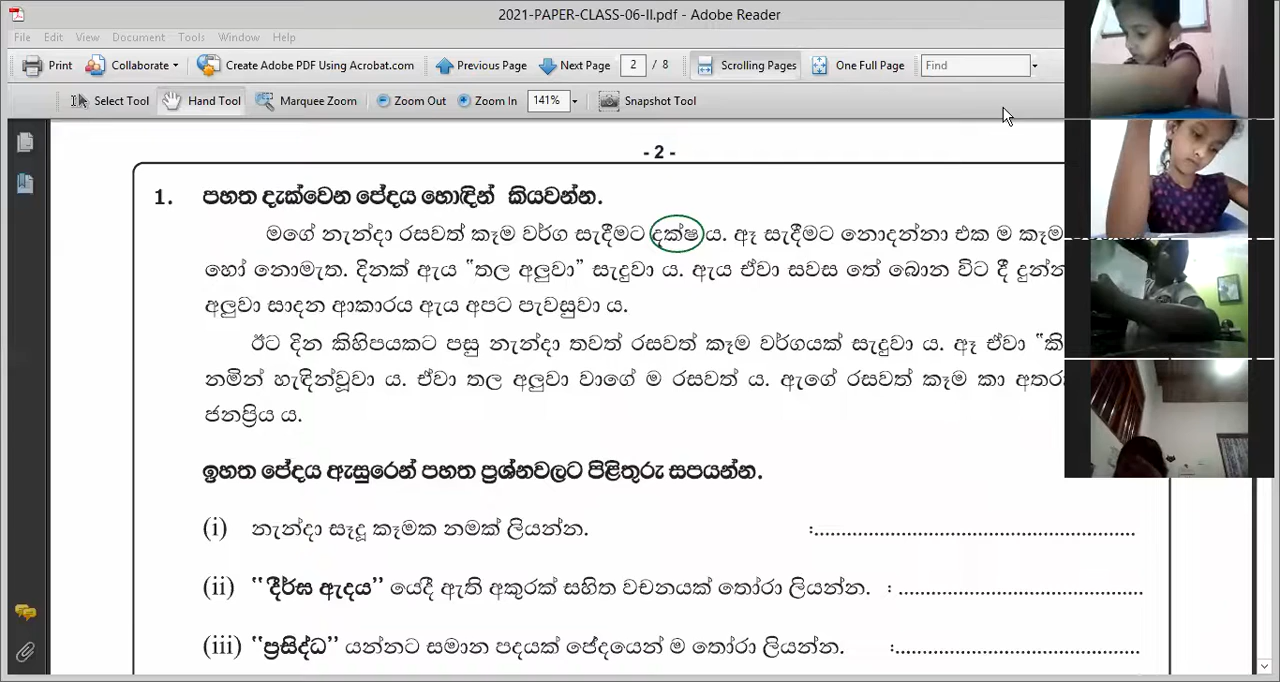 2021-PAPER-CLASS-06-II.pdf - Adobe Reader
File Edit View Document Tools Window Help
Print Collaborate Create Adobe PDF Using Acrobat.com Previous Page Next Page 2 / 8 Scrolling Pages One Full Page Find
Select Tool Hand Tool Marquee Zoom Zoom Out Zoom In 141% Snapshot Tool
- 2 -
1. පහත දැක්වෙන ඡේදය හොඳින් කියවන්න.
මගේ නැන්දා රසවත් කෑම වර්ග සැදීමට දක්ෂ ය. ඈ සැදීමට නොදන්නා එක ම කෑම
හෝ නොමැත. දිනක් ඇය “තල අලුවා” සැදුවා ය. ඇය ඒවා සවස තේ බොන විට දී දුන්න
අලුවා සාදන ආකාරය ඇය අපට පැවසුවා ය.
ඊට දින කිහිපයකට පසු නැන්දා තවත් රසවත් කෑම වර්ගයක් සැදුවා ය. ඈ ඒවා “කි
නමින් හැඳින්වූවා ය. ඒවා තල අලුවා වාගේ ම රසවත් ය. ඇගේ රසවත් කෑම කා අතර
ජනප්‍රිය ය.
ඉහත ඡේදය ඇසුරෙන් පහත ප්‍රශ්නවලට පිළිතුරු සපයන්න.
(i) නැන්දා සෑදූ කෑමක නමක් ලියන්න. :..........................................................
(ii) “දීර්ඝ ඇදය” යෙදී ඇති අකුරක් සහිත වචනයක් තෝරා ලියන්න. : ............................................
(iii) “ප්‍රසිද්ධ” යන්නට සමාන පදයක් ඡේදයෙන් ම තෝරා ලියන්න. :............................................